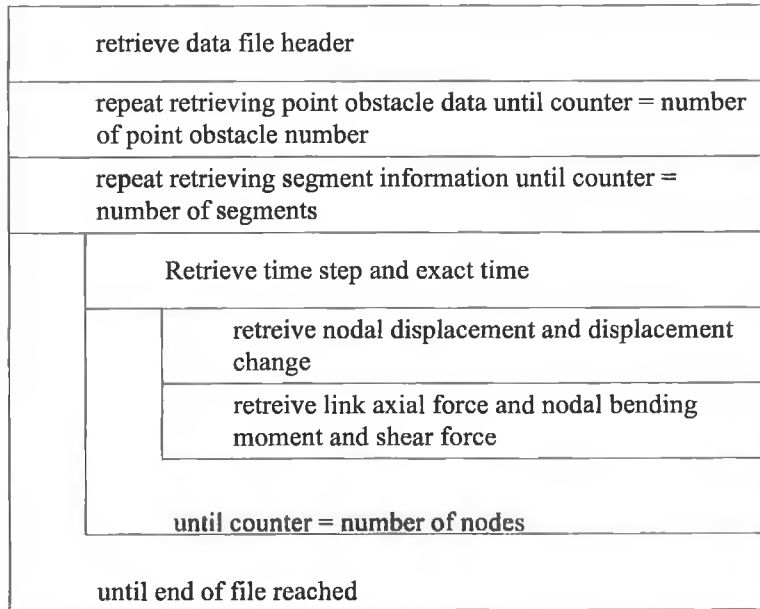 retrieve data file header
repeat retrieving point obstacle data until counter = number
of point obstacle number
repeat retrieving segment information until counter =
number of segments
Retrieve time step and exact time
retreive nodal displacement and displacement
change
retreive link axial force and nodal bending
moment and shear force
until counter = number of nodes
until end of file reached